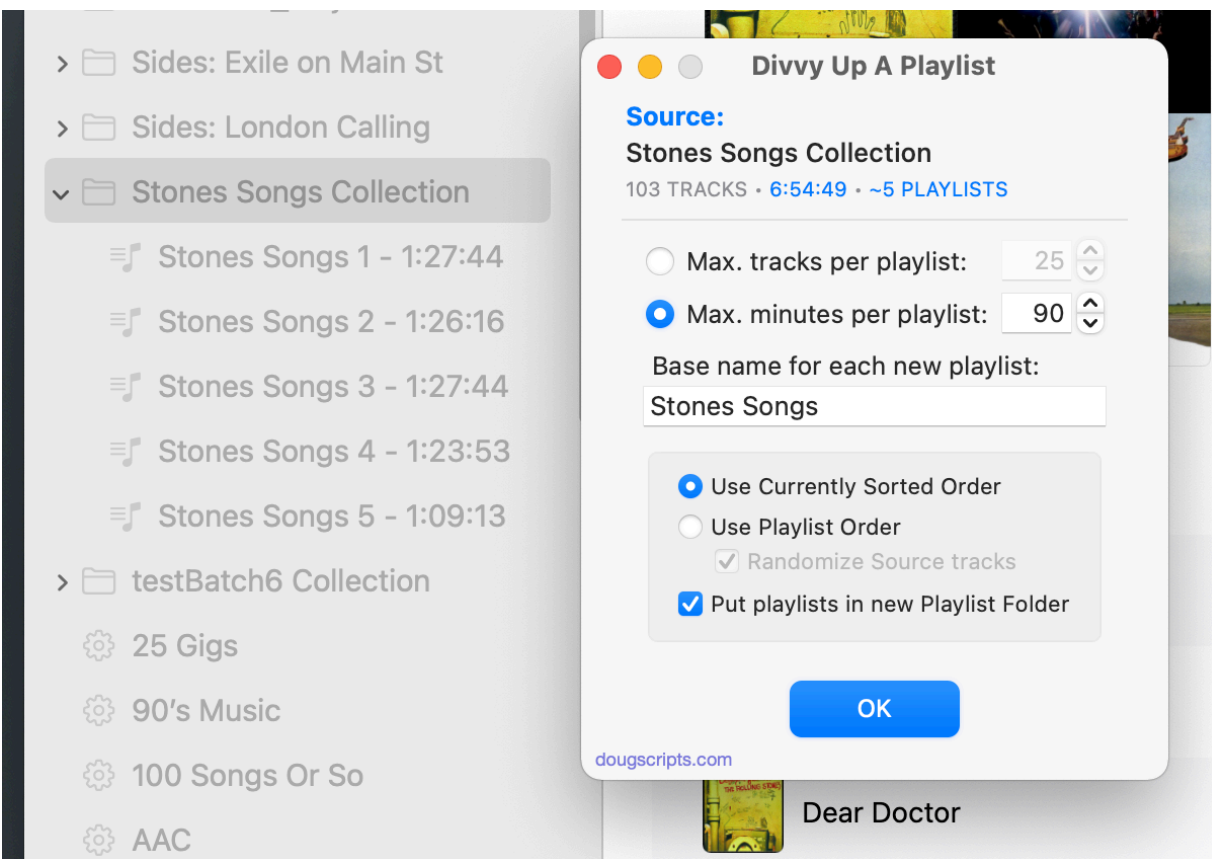 Sides: Exile on Main St
Sides: London Calling
Stones Songs Collection
Stones Songs 1 - 1:27:44
Stones Songs 2 - 1:26:16
Stones Songs 3 - 1:27:44
Stones Songs 4 - 1:23:53
Stones Songs 5 - 1:09:13
testBatch6 Collection
25 Gigs
90's Music
100 Songs Or So
AAC
Divvy Up A Playlist
Source:
Stones Songs Collection
103 TRACKS • 6:54:49 • ~5 PLAYLISTS
Max. tracks per playlist: 25
Max. minutes per playlist: 90
Base name for each new playlist:
Stones Songs
Use Currently Sorted Order
Use Playlist Order
Randomize Source tracks
Put playlists in new Playlist Folder
OK
dougscripts.com
Dear Doctor